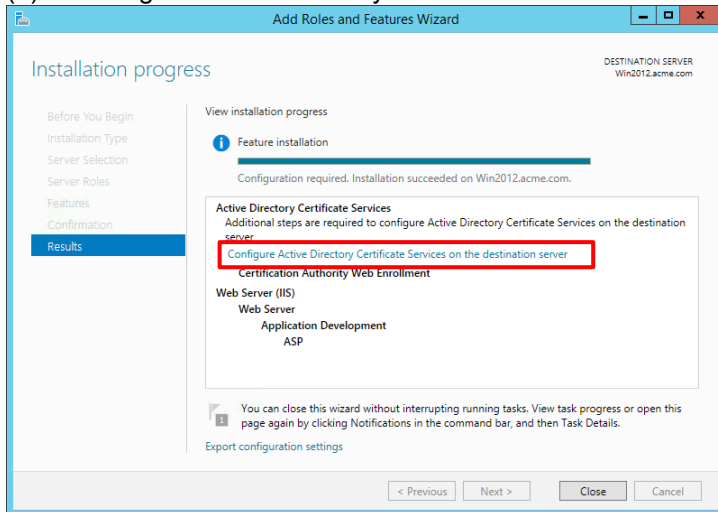 Add Roles and Features Wizard
Installation progress
DESTINATION SERVER
Win2012.acme.com
Before You Begin
Installation Type
Server Selection
Server Roles
Features
Confirmation
Results
View installation progress
Feature installation
Configuration required. Installation succeeded on Win2012.acme.com.
Active Directory Certificate Services
Additional steps are required to configure Active Directory Certificate Services on the destination
server
Configure Active Directory Certificate Services on the destination server
Certification Authority Web Enrollment
Web Server (IIS)
Web Server
Application Development
ASP
1
You can close this wizard without interrupting running tasks. View task progress or open this
page again by clicking Notifications in the command bar, and then Task Details.
Export configuration settings
< Previous
Next >
Close
Cancel